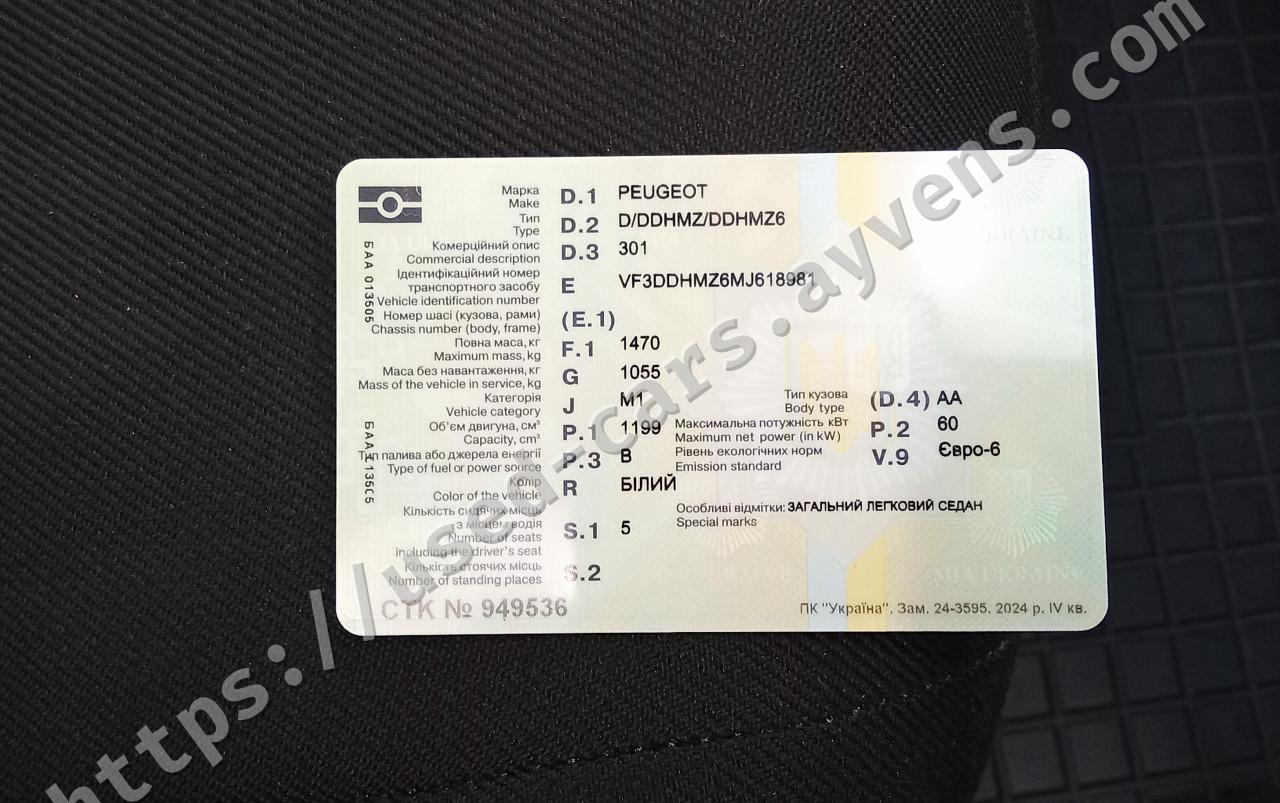 Марка
Make D.1 PEUGEOT
Тип
Type D.2 D/DDHMZ/DDHMZ6
Комерційний опис
Commercial description D.3 301
Ідентифікаційний номер
транспортного засобу E VF3DDHMZ6MJ618981
Vehicle identification number
Номер шасі (кузова, рами) (E.1)
Chassis number (body, frame)
Повна маса, кг F.1 1470
Maximum mass, kg
Маса без навантаження, кг G 1055
Mass of the vehicle in service, kg
Категорія J M1
Vehicle category
Тип кузова (D.4) AA
Body type
Об'єм двигуна, см³ P.1 1199
Capacity, cm³
Максимальна потужність кВт P.2 60
Maximum net power (in kW)
Тип палива або джерела енергії P.3 B
Type of fuel or power source
Рівень екологічних норм V.9 Євро-6
Emission standard
Колір R БІЛИЙ
Color of the vehicle
Особливі відмітки: ЗАГАЛЬНИЙ ЛЕГКОВИЙ СЕДАН
Special marks
Кількість сидячих місць
з місцем водія S.1 5
Number of seats
including the driver's seat
Кількість стоячих місць S.2
Number of standing places
СТК № 949536
ПК "Україна". Зам. 24-3595. 2024 р. IV кв.
БАА 013505
UKRAINE
MIA UKRAINE
https://used-cars.ayvens.com